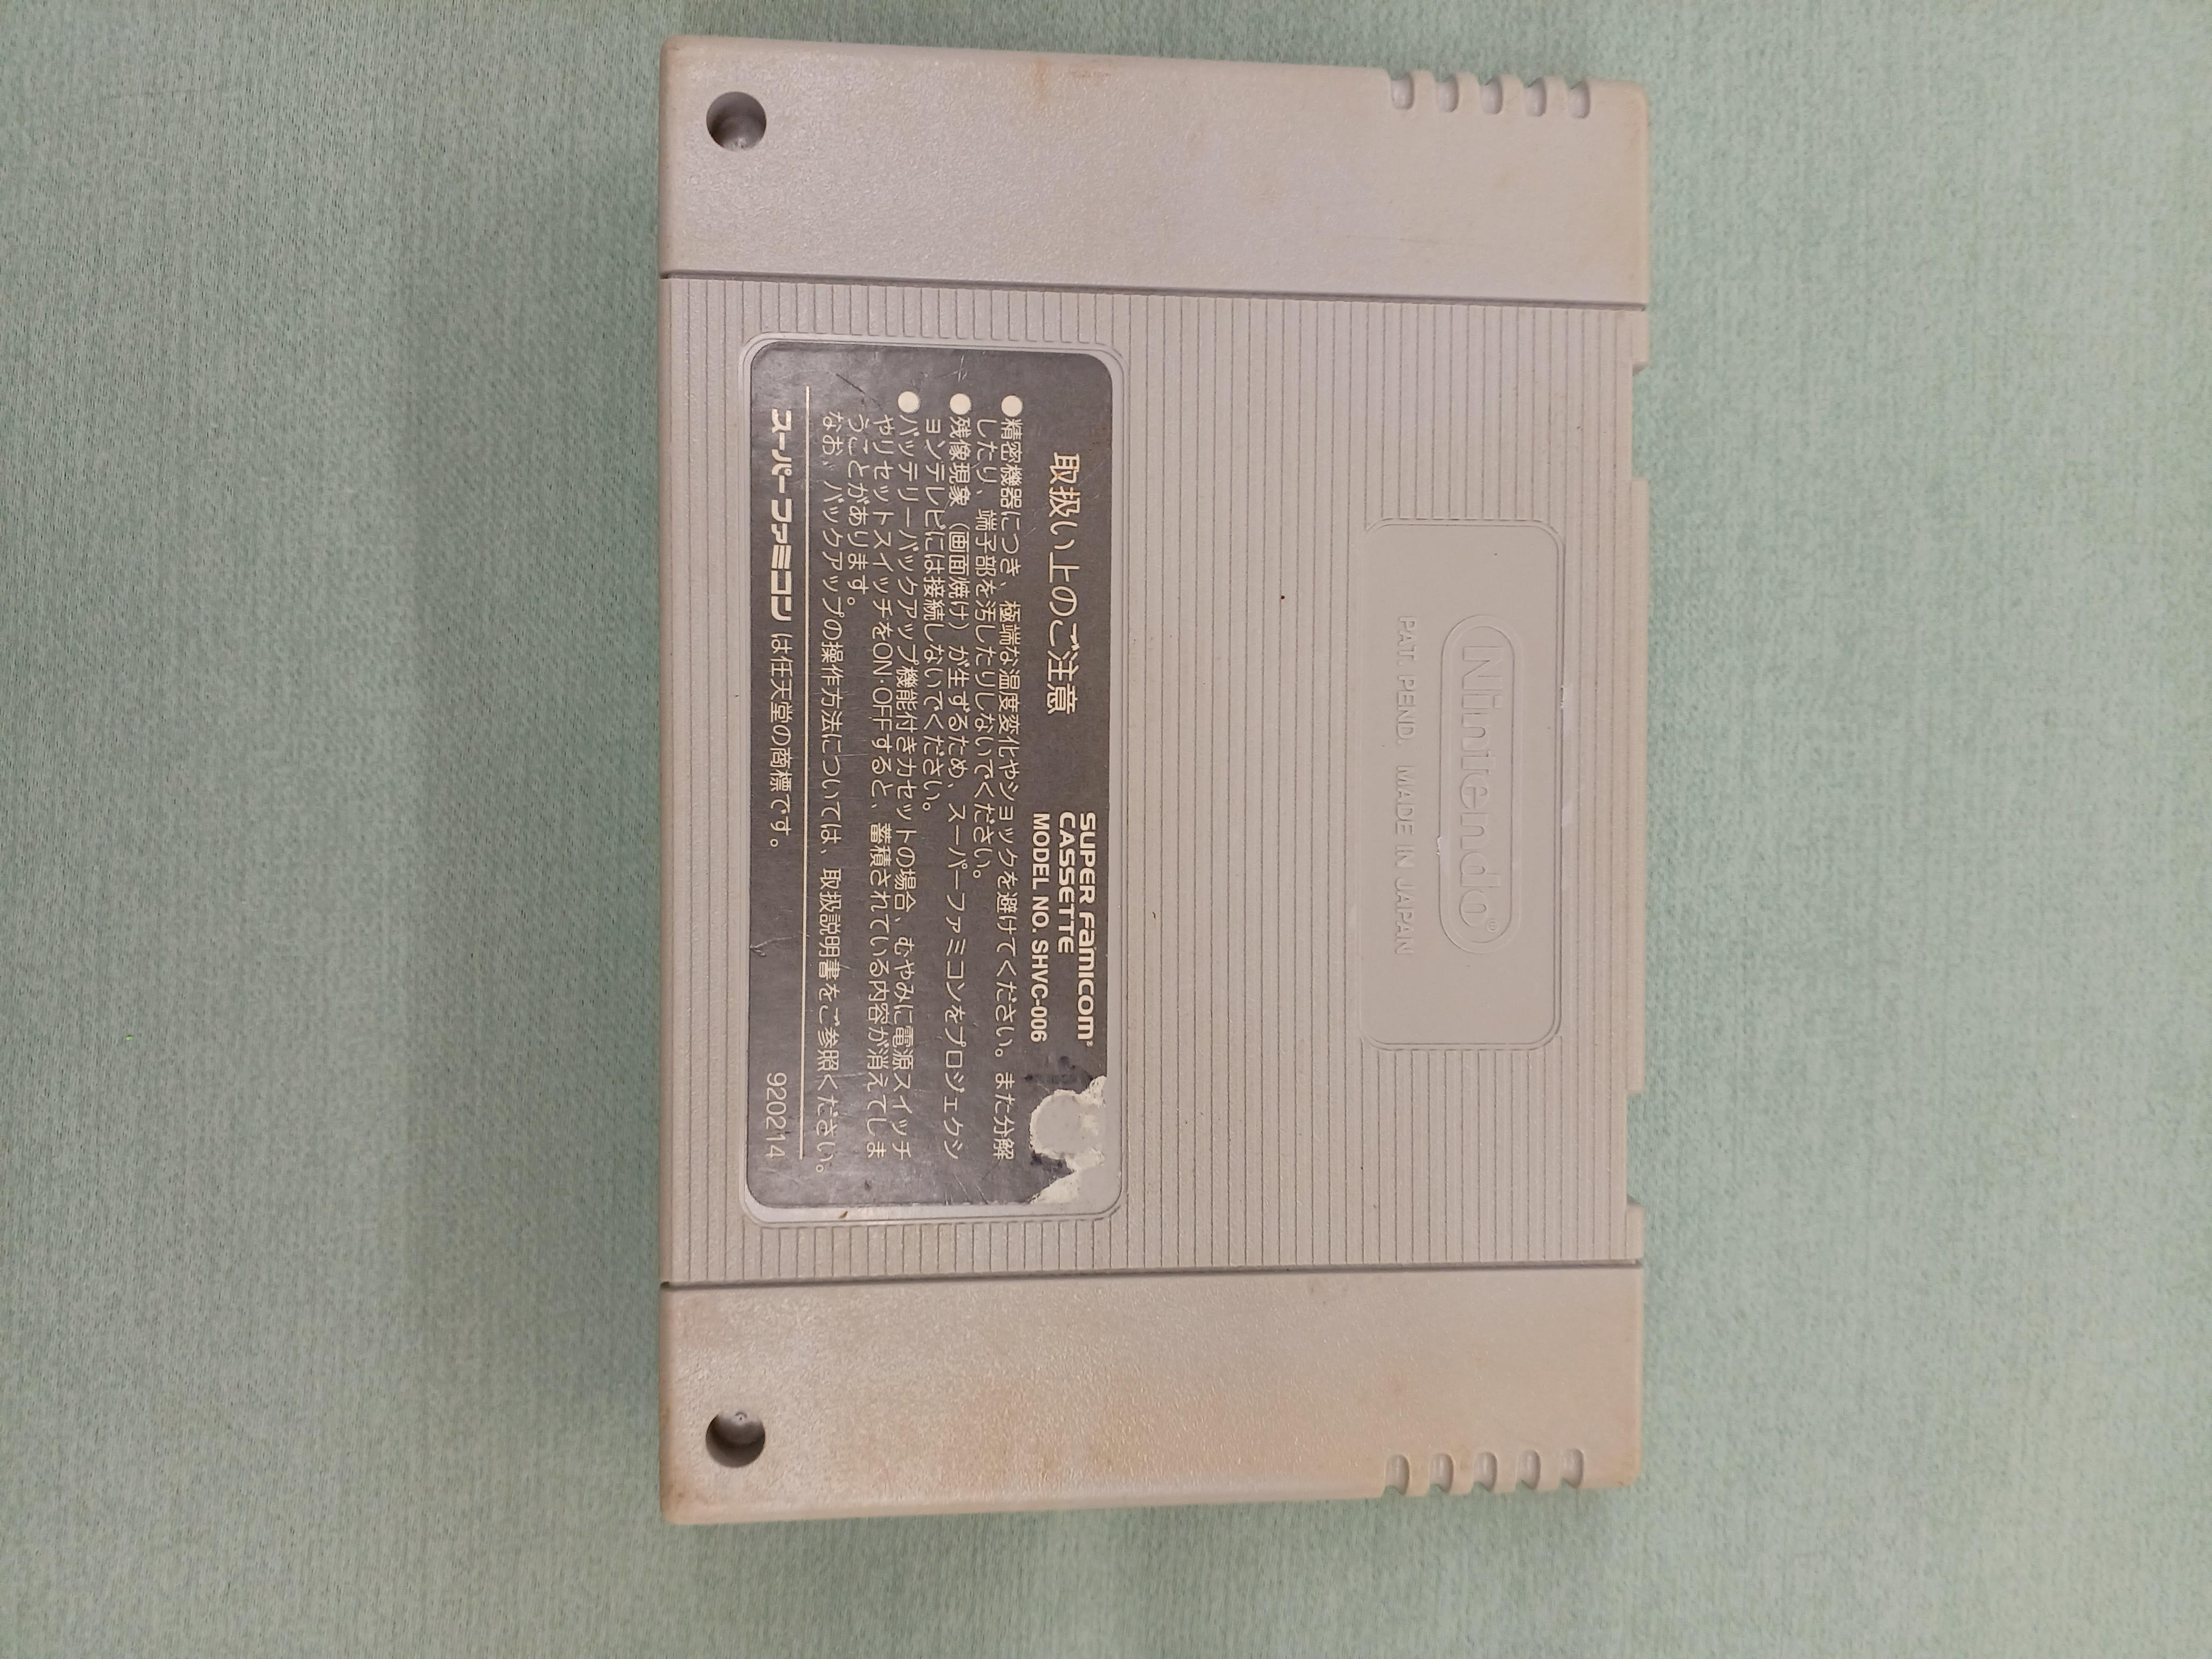 Nintendo®
PAT. PEND. MADE IN JAPAN
取扱い上のご注意
SUPER FAMICOM®
CASSETTE
MODEL NO. SHVC-006
●精密機器につき、極端な温度変化やショックを避けてください。また分解
したり、端子部を汚したりしないでください。
●残像現象（画面焼け）が生ずるため、スーパーファミコンをプロジェクシ
ョンテレビには接続しないでください。
●バッテリーバックアップ機能付きカセットの場合、むやみに電源スイッチ
やリセットスイッチをON・OFFすると、蓄積されている内容が消えてしま
うことがあります。
なお、バックアップの操作方法については、取扱説明書をご参照ください。
スーパーファミコンは任天堂の商標です。 920214